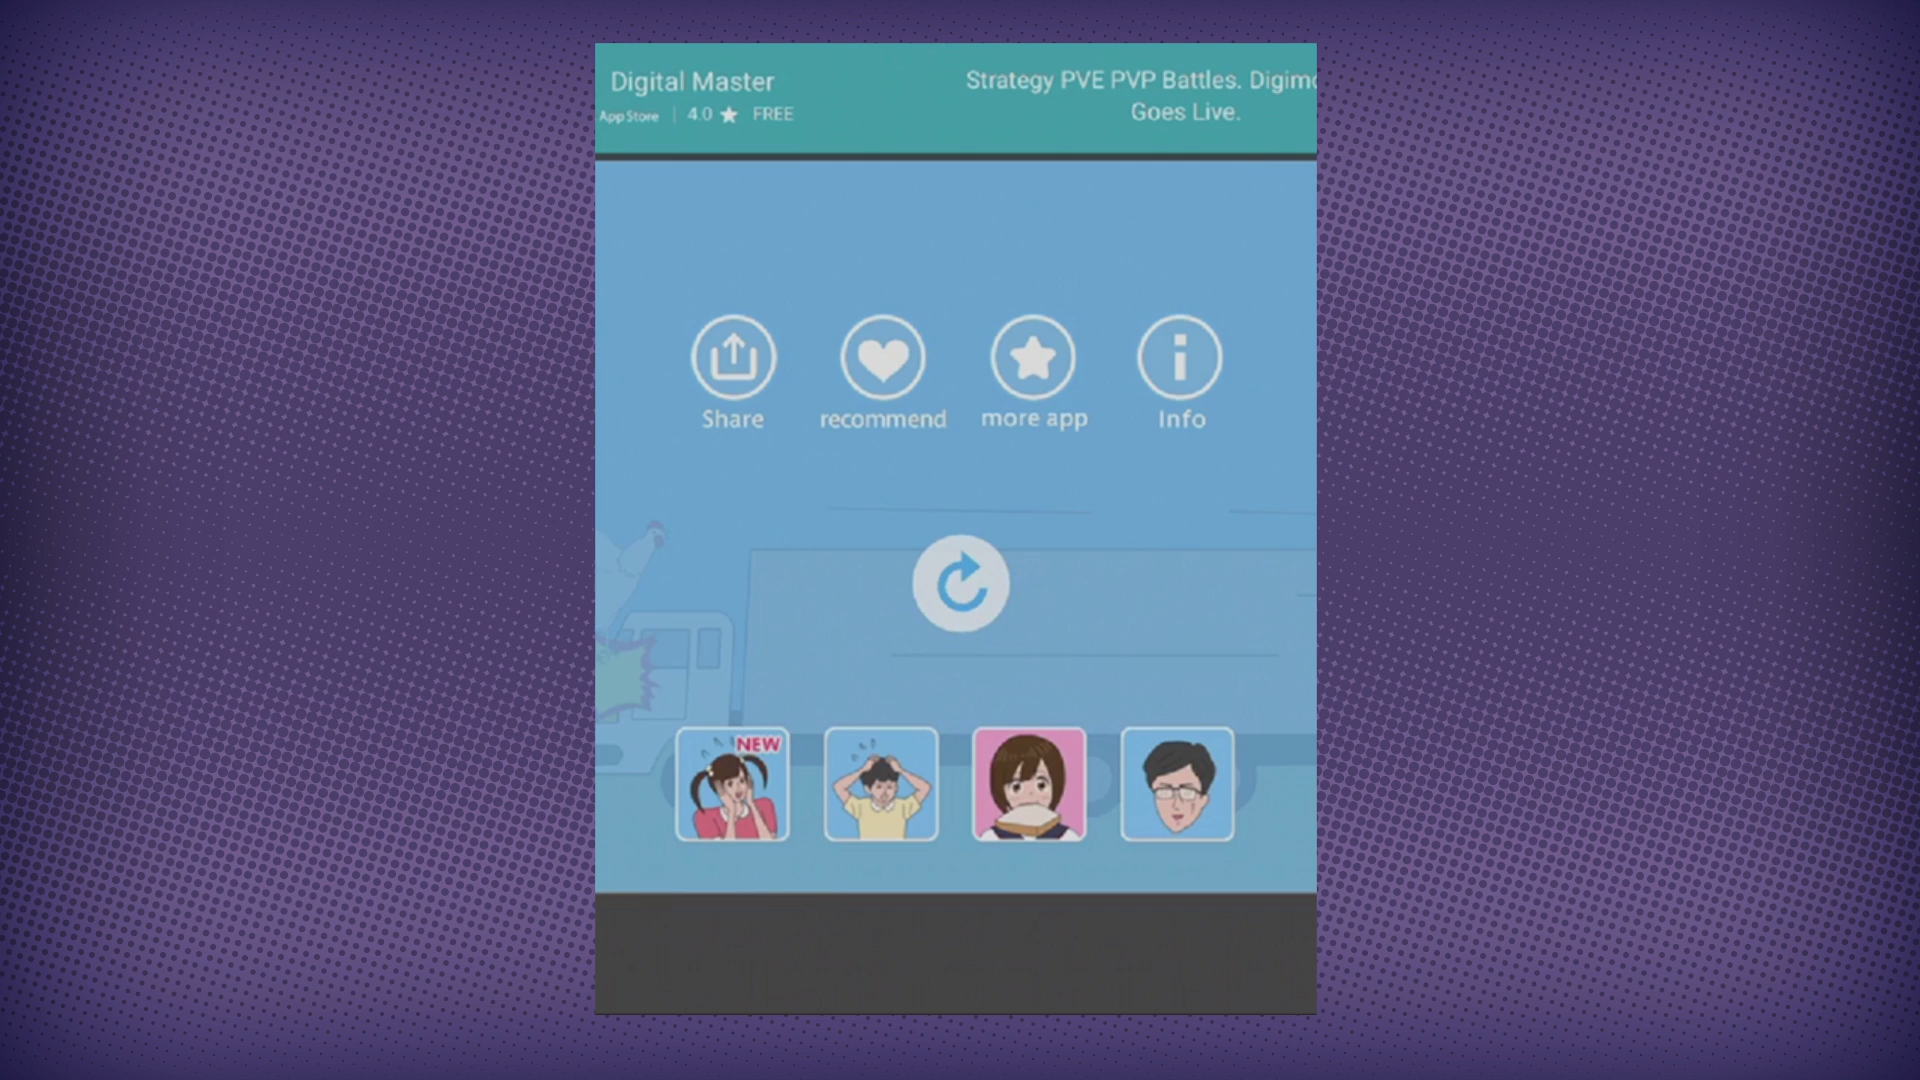 Digital Master
App Store | 4.0 ★ FREE
Strategy PVE PVP Battles. Digimo
Goes Live.
Share
recommend
more app
Info
NEW